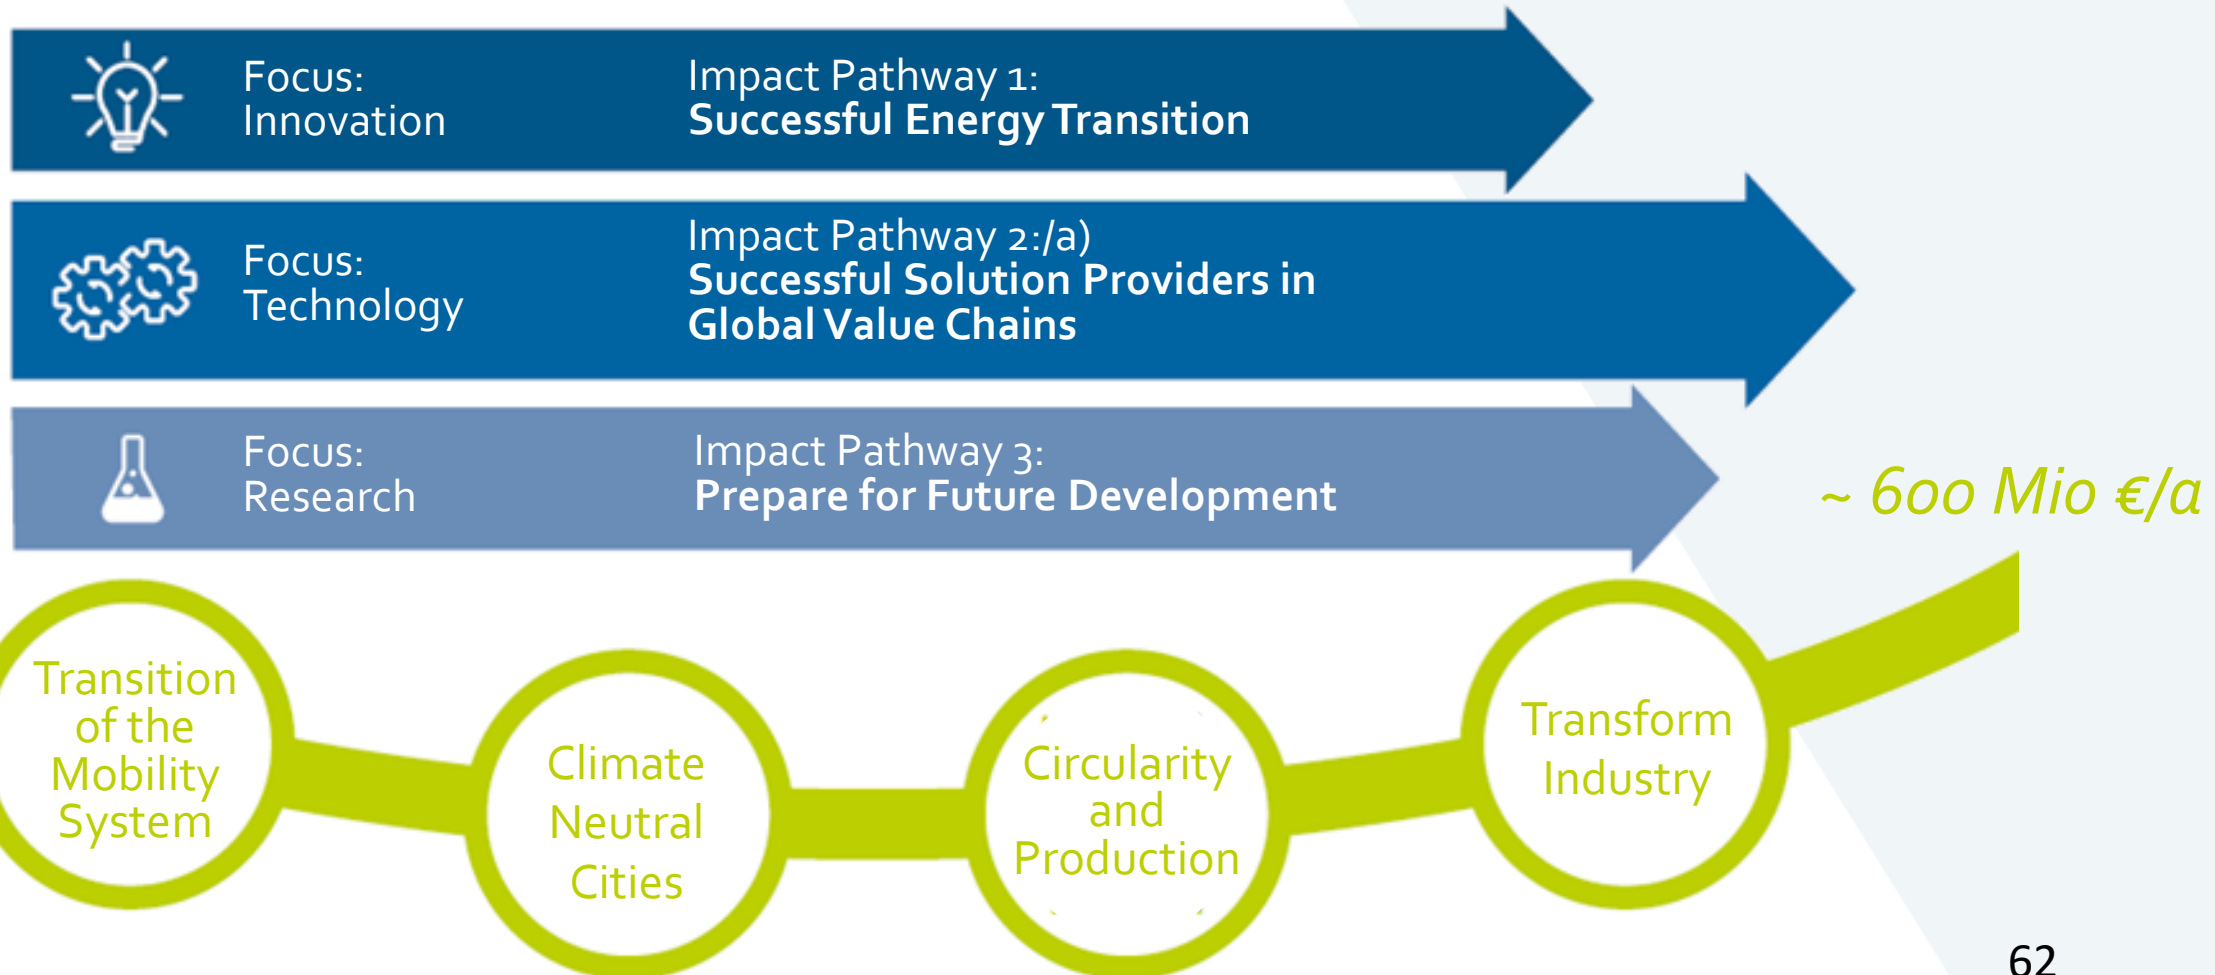 Focus:
Innovation
Impact Pathway 1:
Successful Energy Transition
Focus:
Technology
Impact Pathway 2:/a)
Successful Solution Providers in
Global Value Chains
Focus:
Research
Impact Pathway 3:
Prepare for Future Development
~ 600 Mio €/a
Transition
of the
Mobility
System
Climate
Neutral
Cities
Circularity
and
Production
Transform
Industry
62